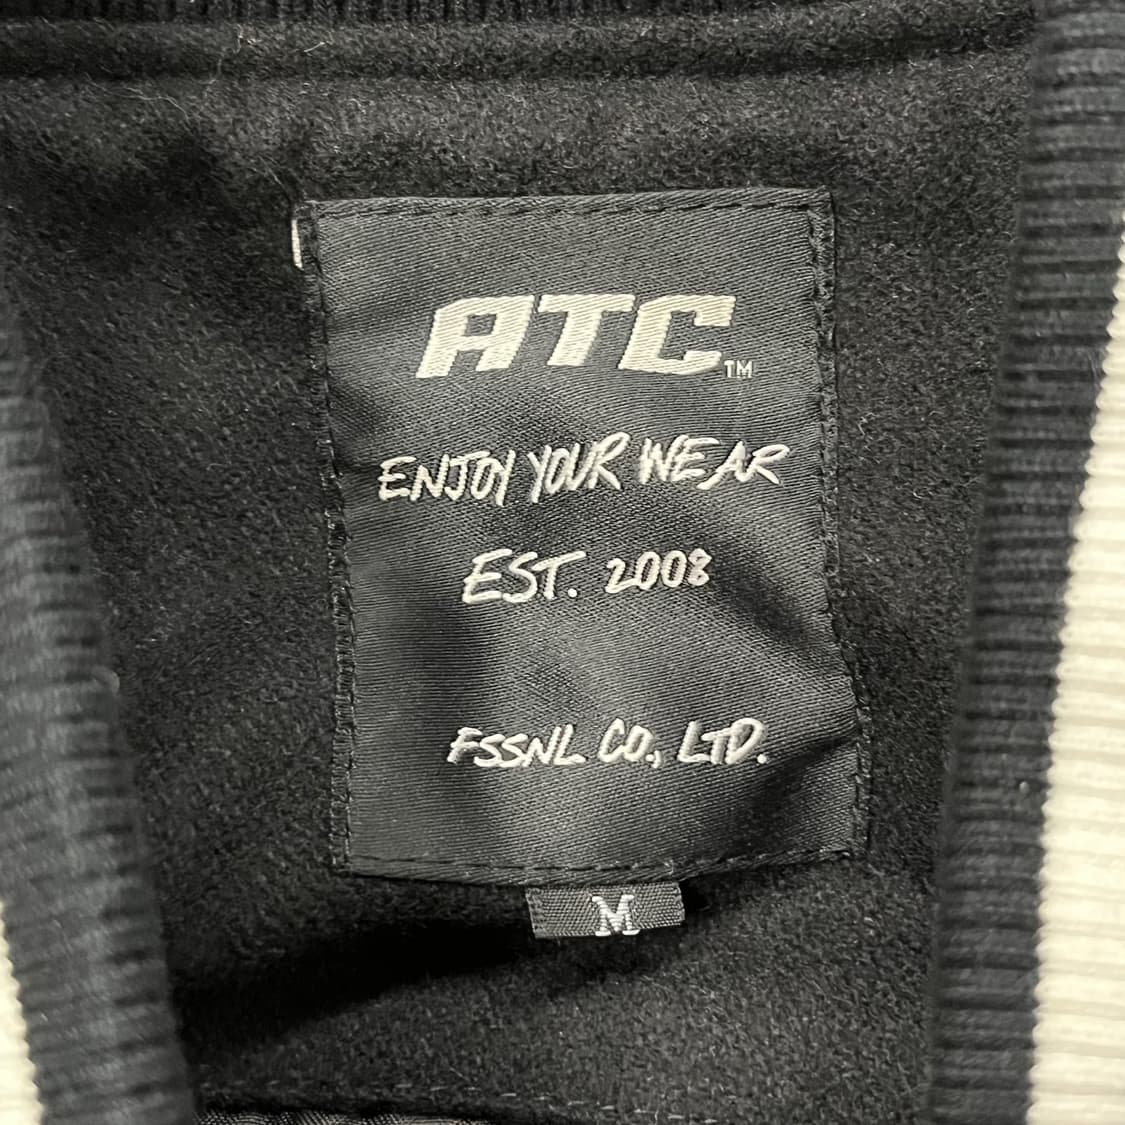 ATC™
ENJOY YOUR WEAR
EST. 2008
FSSNL CO., LTD.
M